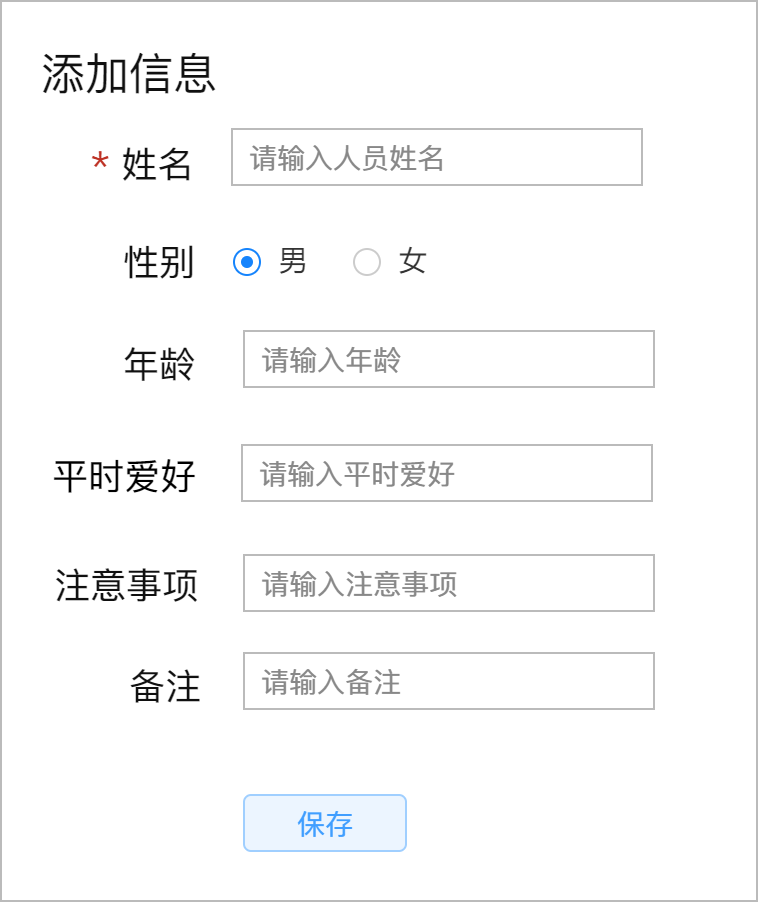 添加信息
* 姓名 请输入人员姓名
性别 男 女
年龄 请输入年龄
平时爱好 请输入平时爱好
注意事项 请输入注意事项
备注 请输入备注
保存